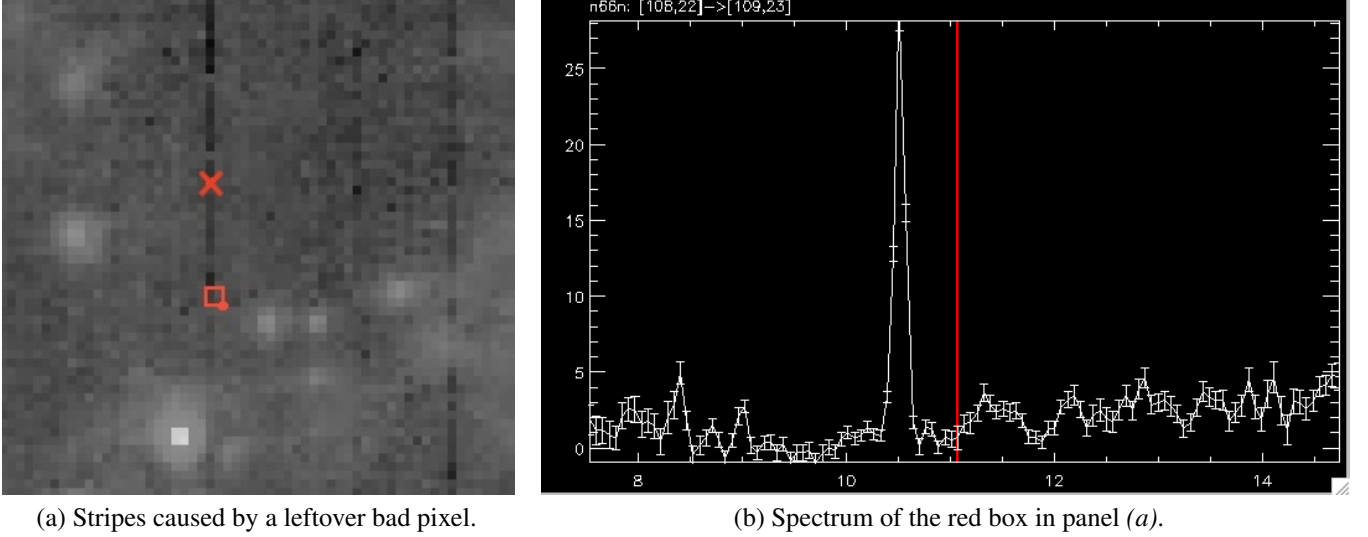 n66n: [108,22]—>[109,23]
25
20
15
10
5
0
8 10 12 14
(a) Stripes caused by a leftover bad pixel.
(b) Spectrum of the red box in panel (a).